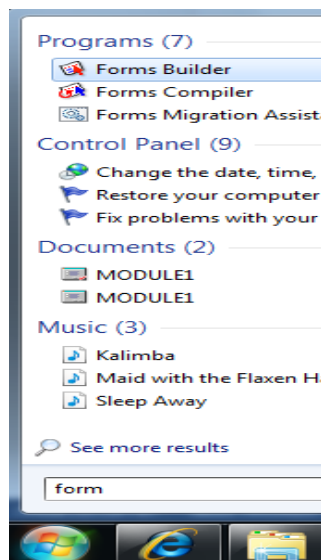 Programs (7)
Forms Builder
Forms Compiler
Forms Migration Assist
Control Panel (9)
Change the date, time,
Restore your computer
Fix problems with your
Documents (2)
MODULE1
MODULE1
Music (3)
Kalimba
Maid with the Flaxen H
Sleep Away
See more results
form